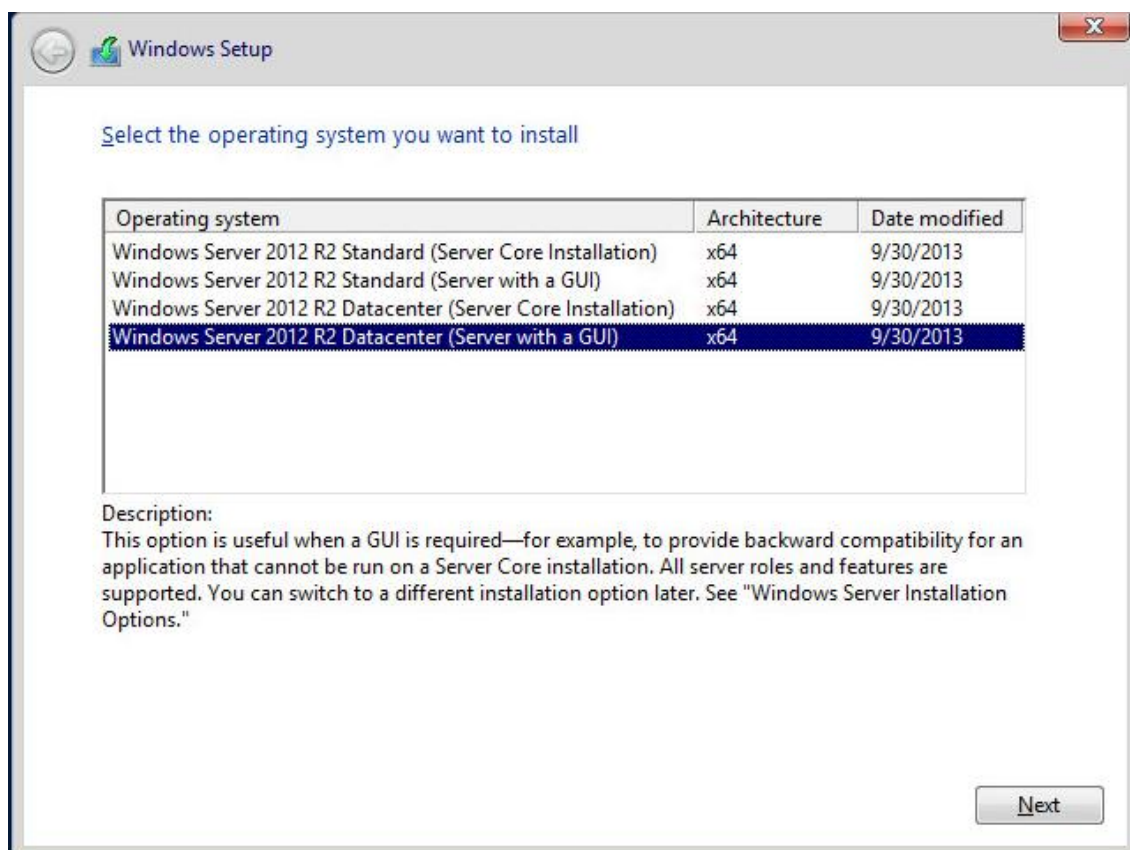 Windows Setup
X
Select the operating system you want to install
Operating system Architecture Date modified
Windows Server 2012 R2 Standard (Server Core Installation) x64 9/30/2013
Windows Server 2012 R2 Standard (Server with a GUI) x64 9/30/2013
Windows Server 2012 R2 Datacenter (Server Core Installation) x64 9/30/2013
Windows Server 2012 R2 Datacenter (Server with a GUI) x64 9/30/2013
Description:
This option is useful when a GUI is required—for example, to provide backward compatibility for an
application that cannot be run on a Server Core installation. All server roles and features are
supported. You can switch to a different installation option later. See "Windows Server Installation
Options."
Next